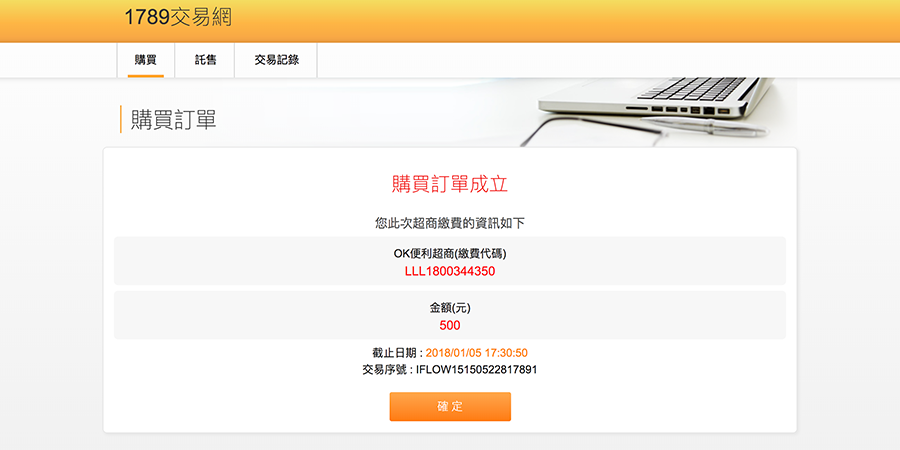 1789交易網
購買
託售
交易記錄
購買訂單
購買訂單成立
您此次超商繳費的資訊如下
OK便利超商(繳費代碼)
LLL1800344350
金額(元)
500
截止日期 : 2018/01/05 17:30:50
交易序號 : IFLOW15150522817891
確 定